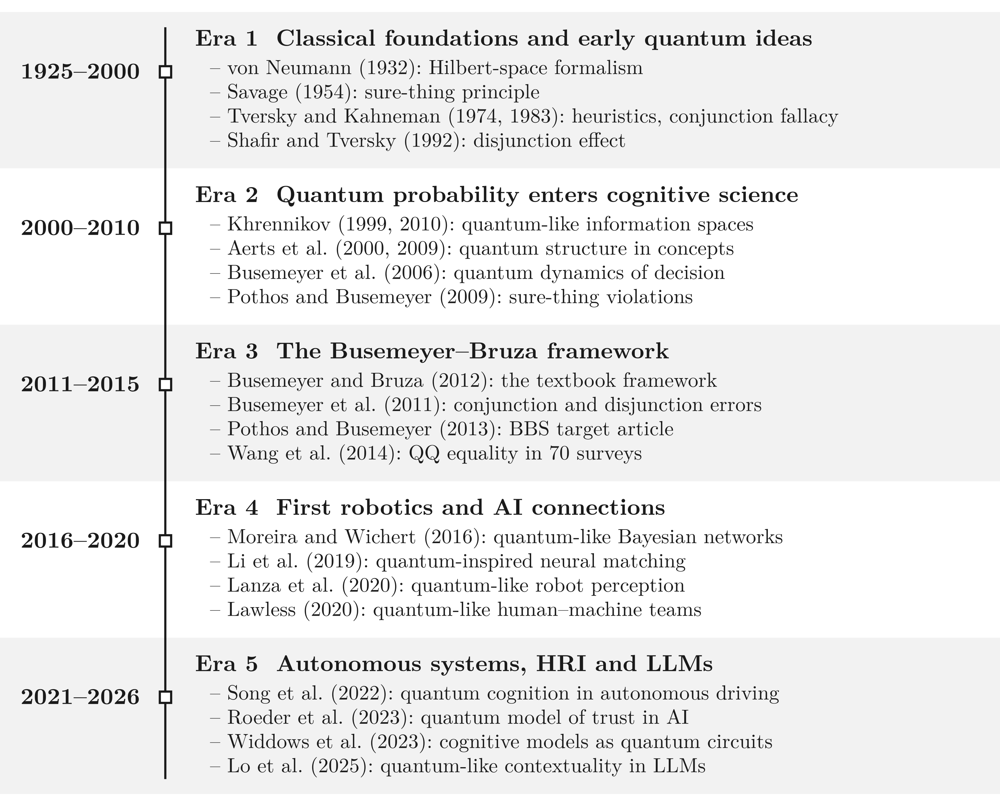 Era 1 Classical foundations and early quantum ideas
1925–2000
– von Neumann (1932): Hilbert-space formalism
– Savage (1954): sure-thing principle
– Tversky and Kahneman (1974, 1983): heuristics, conjunction fallacy
– Shafir and Tversky (1992): disjunction effect
Era 2 Quantum probability enters cognitive science
2000–2010
– Khrennikov (1999, 2010): quantum-like information spaces
– Aerts et al. (2000, 2009): quantum structure in concepts
– Busemeyer et al. (2006): quantum dynamics of decision
– Pothos and Busemeyer (2009): sure-thing violations
Era 3 The Busemeyer–Bruza framework
2011–2015
– Busemeyer and Bruza (2012): the textbook framework
– Busemeyer et al. (2011): conjunction and disjunction errors
– Pothos and Busemeyer (2013): BBS target article
– Wang et al. (2014): QQ equality in 70 surveys
Era 4 First robotics and AI connections
2016–2020
– Moreira and Wichert (2016): quantum-like Bayesian networks
– Li et al. (2019): quantum-inspired neural matching
– Lanza et al. (2020): quantum-like robot perception
– Lawless (2020): quantum-like human–machine teams
Era 5 Autonomous systems, HRI and LLMs
2021–2026
– Song et al. (2022): quantum cognition in autonomous driving
– Roeder et al. (2023): quantum model of trust in AI
– Widdows et al. (2023): cognitive models as quantum circuits
– Lo et al. (2025): quantum-like contextuality in LLMs